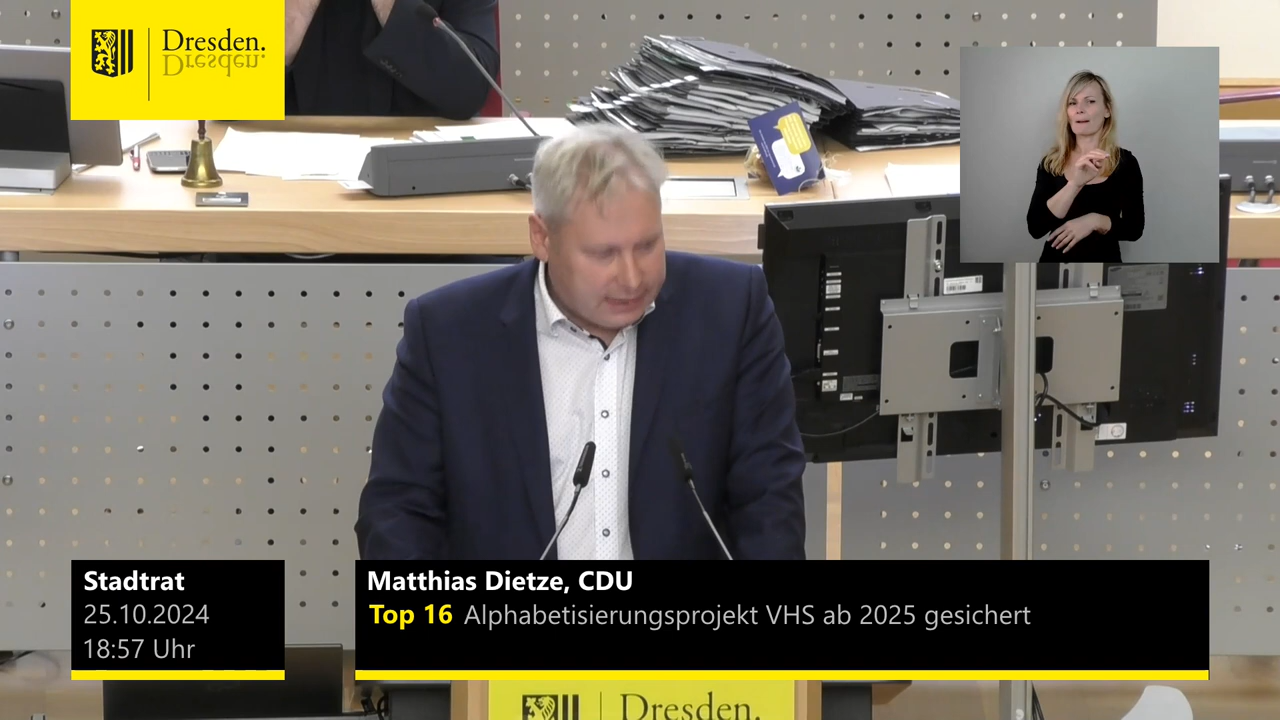 Dresden.
Dresden.
Stadtrat
25.10.2024
18:57 Uhr
Matthias Dietze, CDU
Top 16 Alphabetisierungsprojekt VHS ab 2025 gesichert
Dresden.